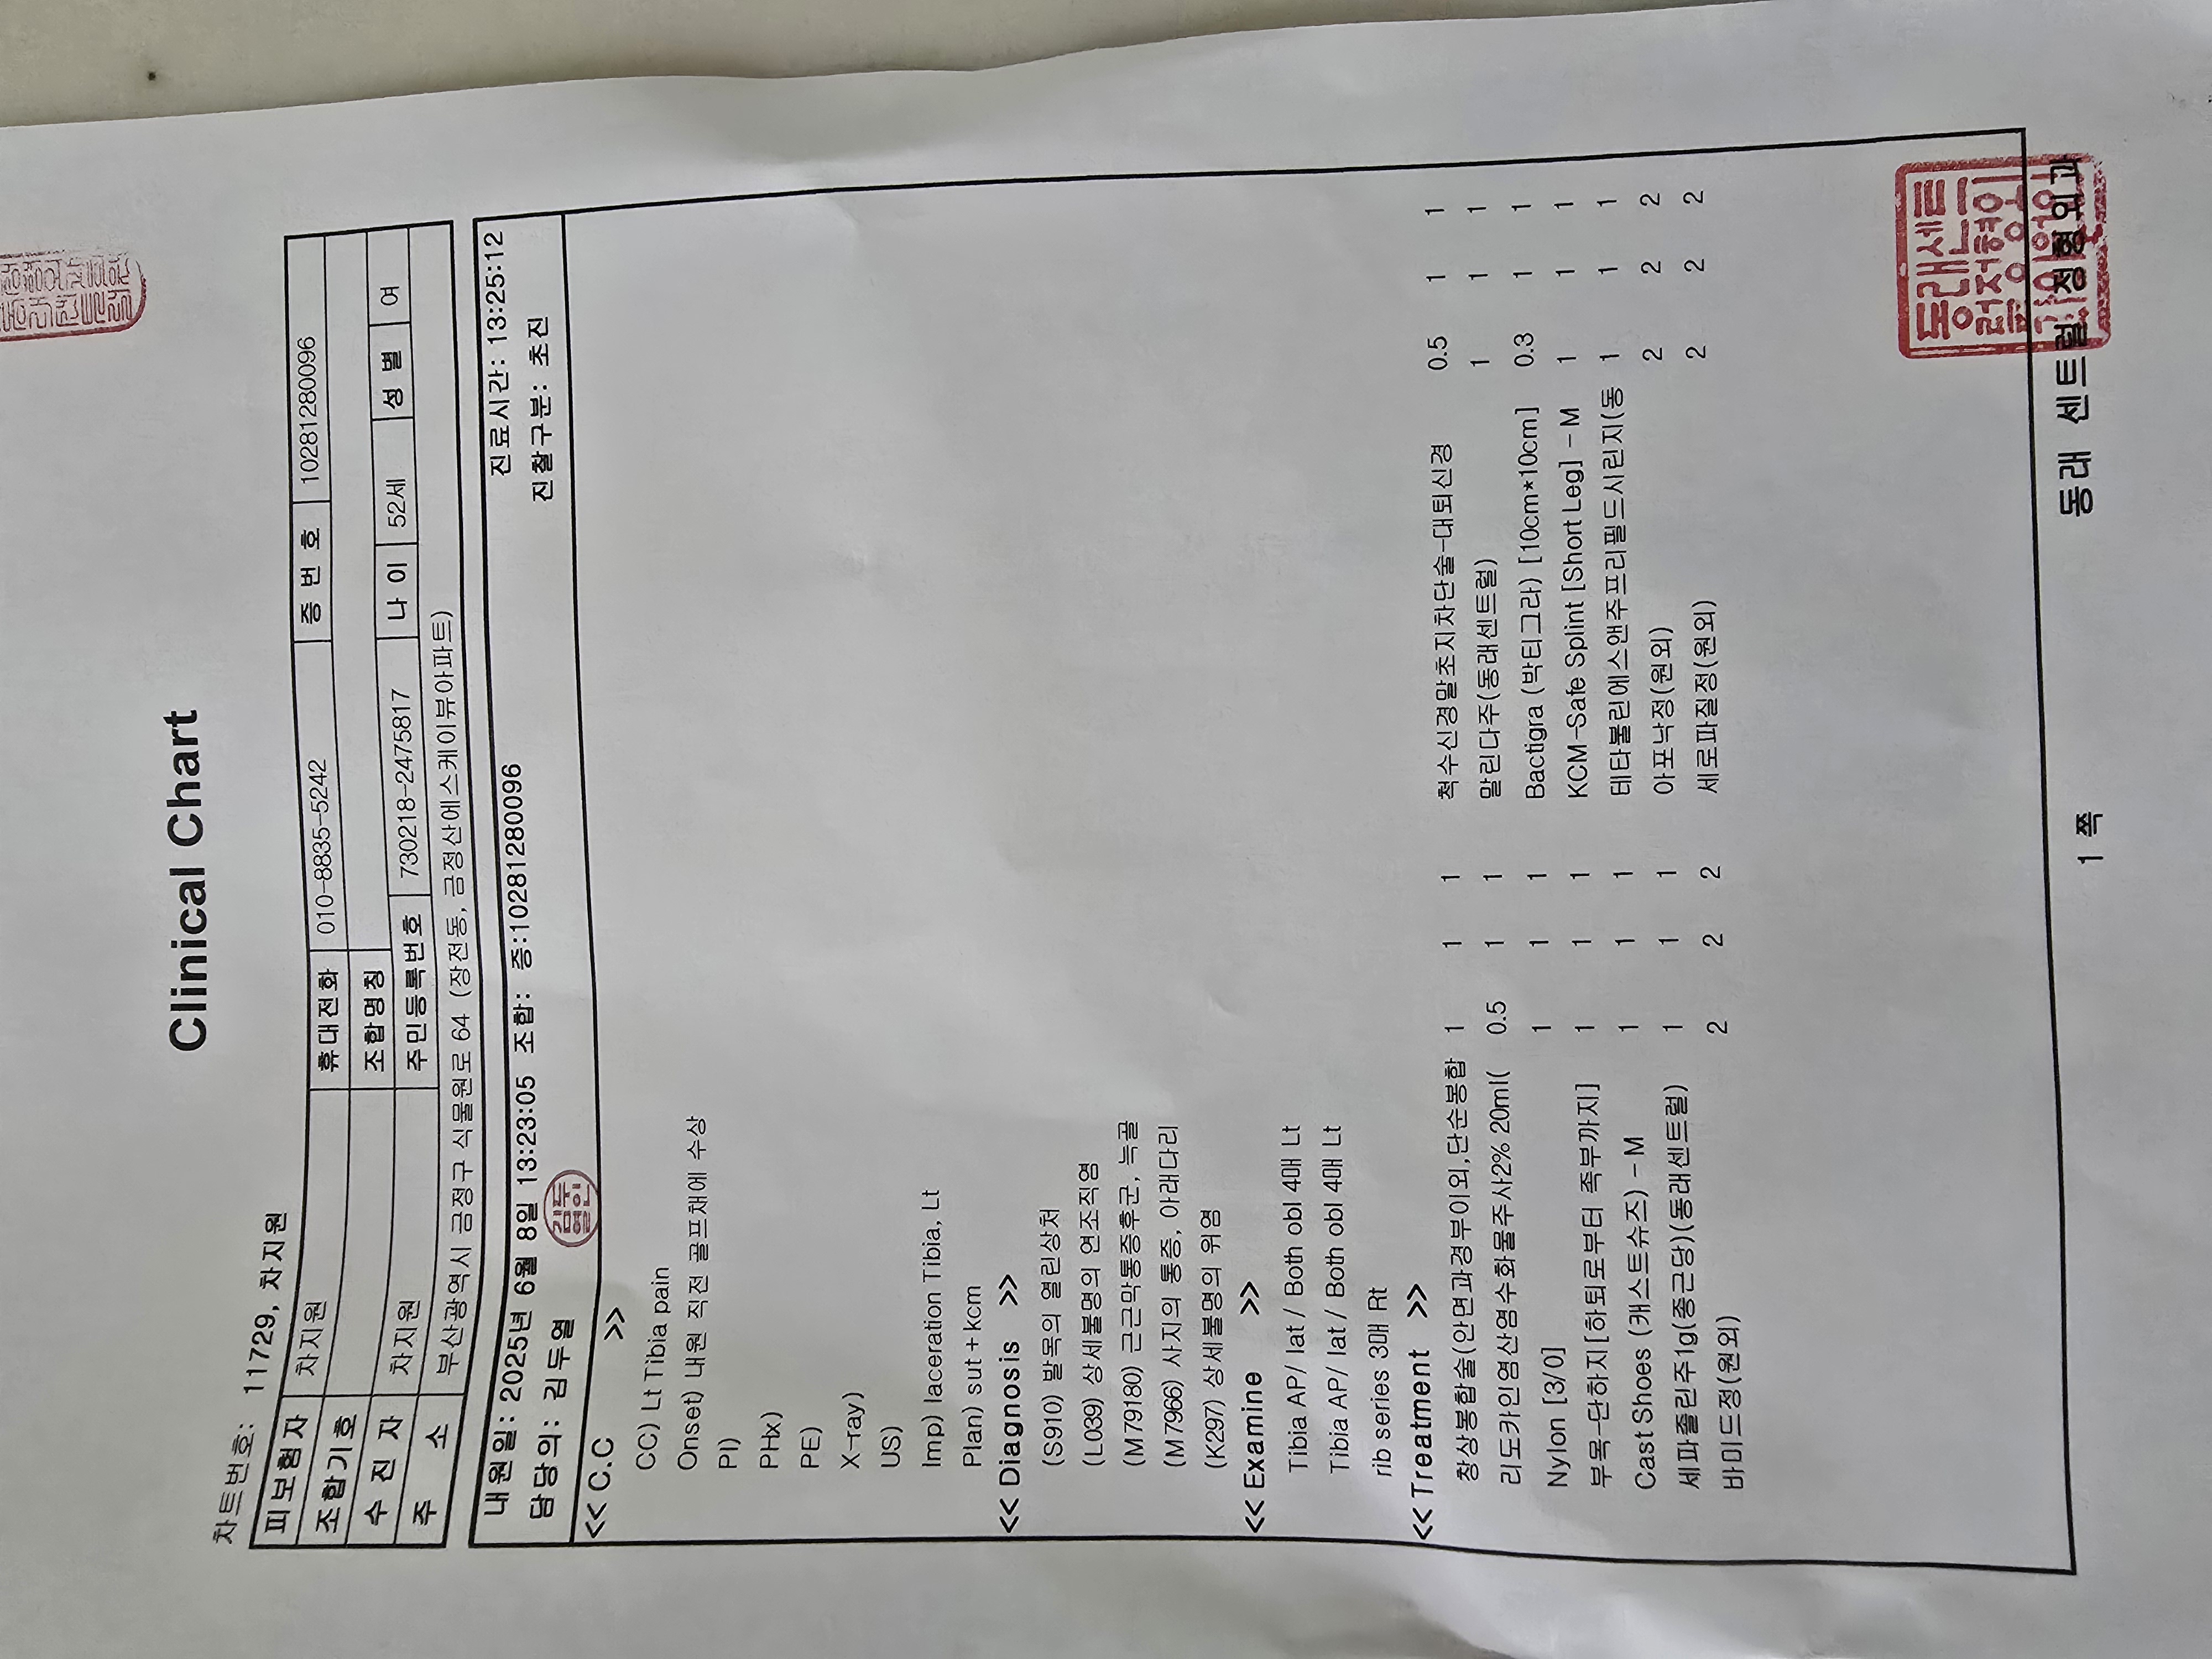 Clinical Chart
차트번호: 11729, 차지원
피보험자 차지원 휴대전화 010-8835-5242 증번호 10281280096
조합기호 조합명칭
수진자 차지원 주민등록번호 730218-2475817 나이 52세 성별 여
주소 부산광역시 금정구 식물원로 64 (장전동, 금정산에스케이뷰아파트)
내원일: 2025년 6월 8일 13:23:05 조합: 증:10281280096 진료시간: 13:25:12
담당의: 김두열 진찰구분: 초진
<< C.C >>
CC) Lt Tibia pain
Onset) 내원 직전 골프채에 수상
PI)
PHx)
PE)
X-ray)
US)
Imp) laceration Tibia, Lt
Plan) sut + kcm
<< Diagnosis >>
(S910) 발목의 열린상처
(L039) 상세불명의 연조직염
(M79180) 근근막통증후군, 늑골
(M7966) 사지의 통증, 아래다리
(K297) 상세불명의 위염
<< Examine >>
Tibia AP/ lat / Both obl 4매 Lt
Tibia AP/ lat / Both obl 4매 Lt
rib series 3매 Rt
<< Treatment >>
창상봉합술(안면과경부이외,단순봉합 1 1 1 척수신경말초지차단술-대퇴신경 0.5 1 1
리도카인염산염수화물주사2% 20ml( 0.5 1 1 말린다주(동래센트럴) 1 1 1
Nylon [3/0] 1 1 1 Bactigra (박티그라) [10cm*10cm] 0.3 1 1
부목-단하지[하퇴로부터 족부까지] 1 1 1 KCM-Safe Splint [Short Leg] - M 1 1 1
Cast Shoes (캐스트슈즈) - M 1 1 1 테타불린에스앤주프리필드시린지(동 1 1 1
세파졸린주1g(종근당)(동래센트럴) 1 1 1 아포낙정(원외) 2 2 2
바미드정(원외) 2 2 2 세로파질정(원외) 2 2 2
1 쪽 동래 센트럴 정형외과